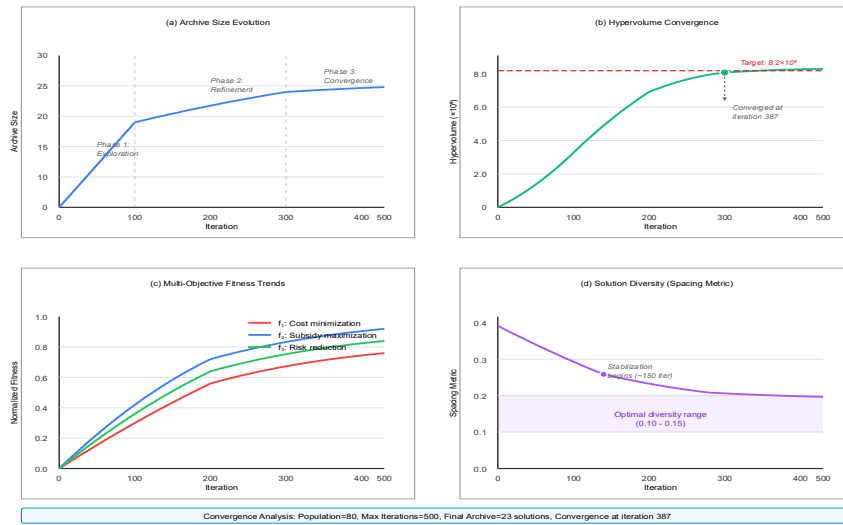 (a) Archive Size Evolution
30
25
20
15
10
0
Archive Size
Phase 1:
Exploration
Phase 2:
Refinement
Phase 3:
Convergence
0 100 200 300 400 500
Iteration
(b) Hypervolume Convergence
8.0
6.0
4.0
2.0
0
Target: 8.2×10⁸
Converged at
iteration 387
0 100 200 300 400 500
Iteration
(c) Multi-Objective Fitness Trends
1.0
0.8
0.6
0.4
0.2
0.0
Normalized Fitness
f₁: Cost minimization
f₂: Subsidy maximization
f₃: Risk reduction
0 100 200 300 400 500
Iteration
(d) Solution Diversity (Spacing Metric)
0.4
0.3
0.2
0.1
0.0
Spacing Metric
Stabilization
begins (~150 iter)
Optimal diversity range
(0.10 - 0.15)
0 100 200 300 400 500
Iteration
Convergence Analysis: Population=80, Max Iterations=500, Final Archive=23 solutions, Convergence at iteration 387